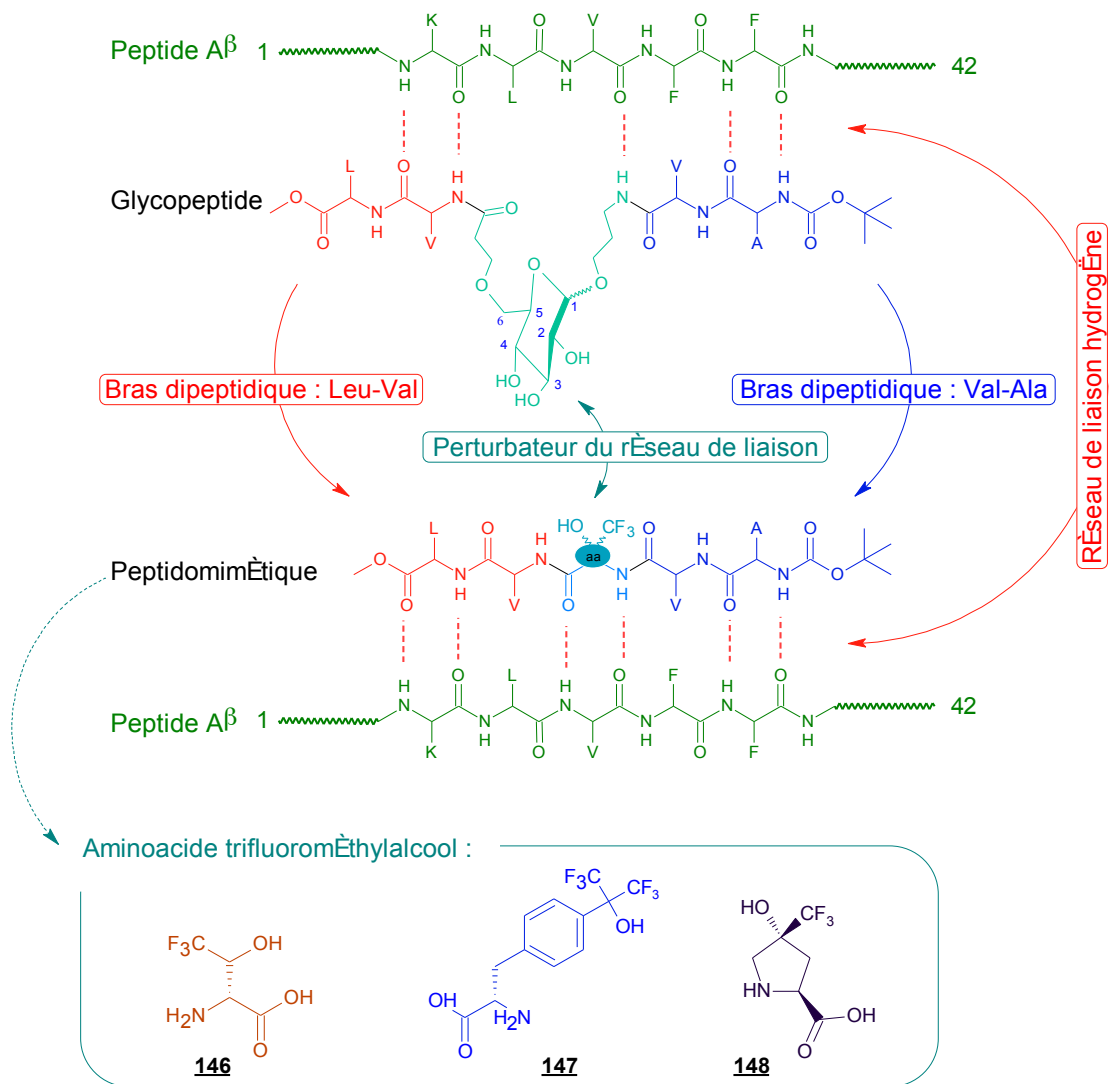 Peptide Aβ 1 42
K O V O F
H N H N H N
N H O L N H O F N H O
Glycopeptide
L O V H V O A H O O
O O N H V N H O O N N H O N O A O
O O O
6 5 1 4 2 3
HO HO OH
Bras dipeptidique : Leu-Val
Bras dipeptidique : Val-Ala
RÈseau de liaison hydrogËne
Perturbateur du rÈseau de liaison
PeptidomimÈtique
L O HO CF3 O A O
aa
O O N H V H N O N H V H N O N H O
Peptide Aβ 1 42
H N K O H N L O H N V O H N F O H N F O N H
Aminoacide trifluoromÈthylalcool :
F3C OH
H2N OH
O
146
F3C CF3
OH
OH O H2N
147
HO CF3
HN
OH
O
148